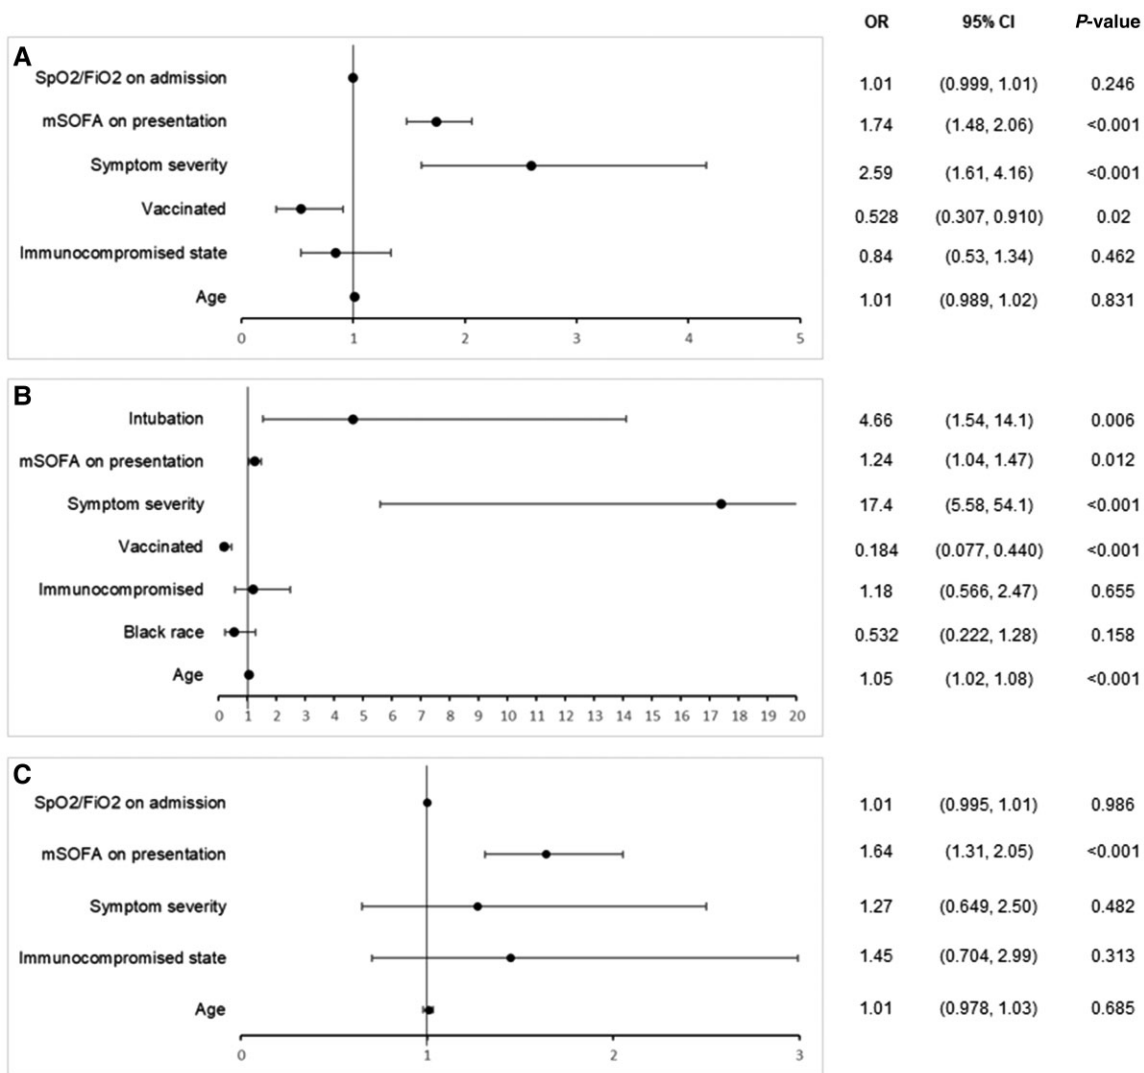 OR 95% CI P-value
A
SpO2/FiO2 on admission 1.01 (0.999, 1.01) 0.246
mSOFA on presentation 1.74 (1.48, 2.06) <0.001
Symptom severity 2.59 (1.61, 4.16) <0.001
Vaccinated 0.528 (0.307, 0.910) 0.02
Immunocompromised state 0.84 (0.53, 1.34) 0.462
Age 1.01 (0.989, 1.02) 0.831
0 1 2 3 4 5
B
Intubation 4.66 (1.54, 14.1) 0.006
mSOFA on presentation 1.24 (1.04, 1.47) 0.012
Symptom severity 17.4 (5.58, 54.1) <0.001
Vaccinated 0.184 (0.077, 0.440) <0.001
Immunocompromised 1.18 (0.566, 2.47) 0.655
Black race 0.532 (0.222, 1.28) 0.158
Age 1.05 (1.02, 1.08) <0.001
0 1 2 3 4 5 6 7 8 9 10 11 12 13 14 15 16 17 18 19 20
C
SpO2/FiO2 on admission 1.01 (0.995, 1.01) 0.986
mSOFA on presentation 1.64 (1.31, 2.05) <0.001
Symptom severity 1.27 (0.649, 2.50) 0.482
Immunocompromised state 1.45 (0.704, 2.99) 0.313
Age 1.01 (0.978, 1.03) 0.685
0 1 2 3